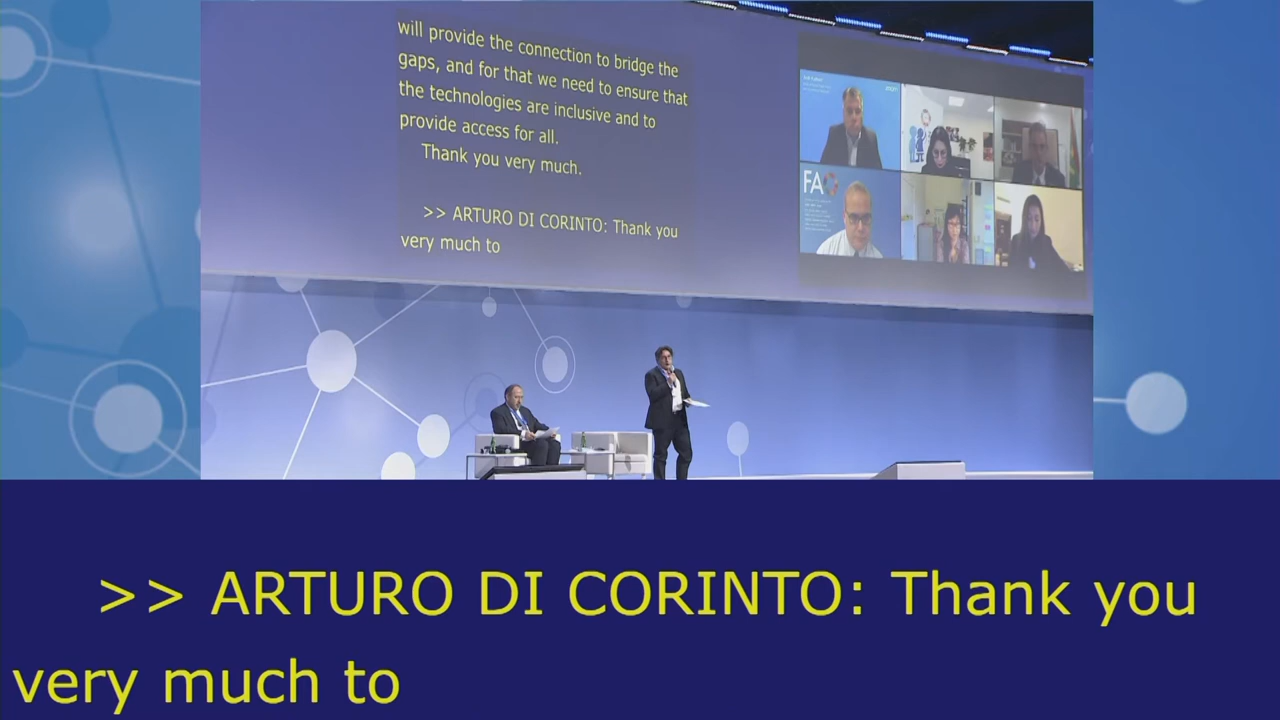 will provide the connection to bridge the
gaps, and for that we need to ensure that
the technologies are inclusive and to
provide access for all.
Thank you very much.
>> ARTURO DI CORINTO: Thank you
very much to
FAO
>> ARTURO DI CORINTO: Thank you
very much to